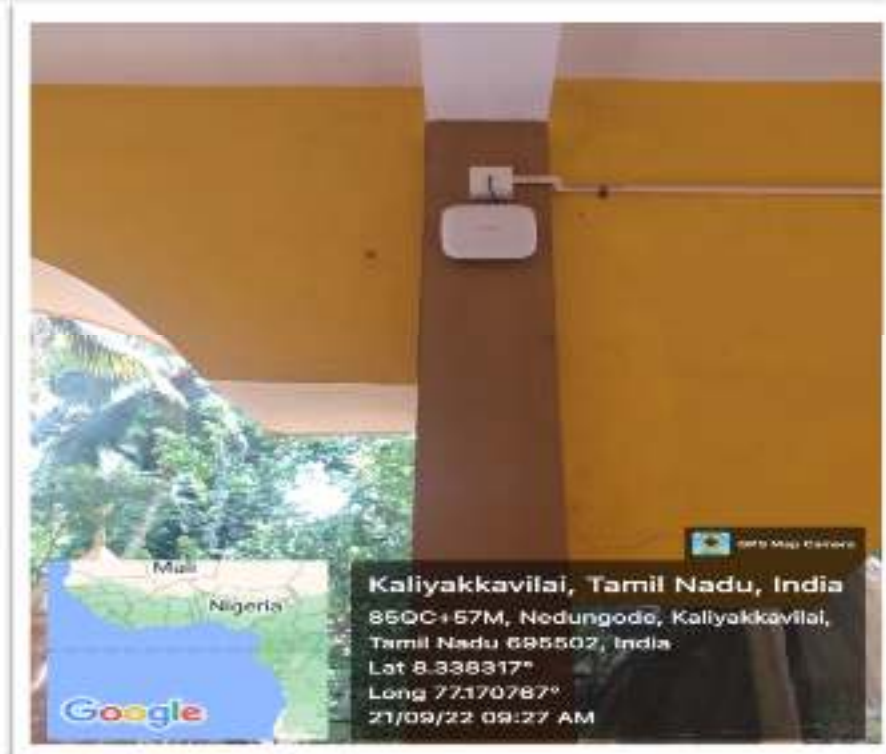 GPS Map Camera
Mali
Nigeria
Google
Kaliyakkavilai, Tamil Nadu, India
85QC+57M, Nedungode, Kaliyakkavilai,
Tamil Nadu 695502, India
Lat 8.338317°
Long 77.170767°
21/09/22 09:27 AM